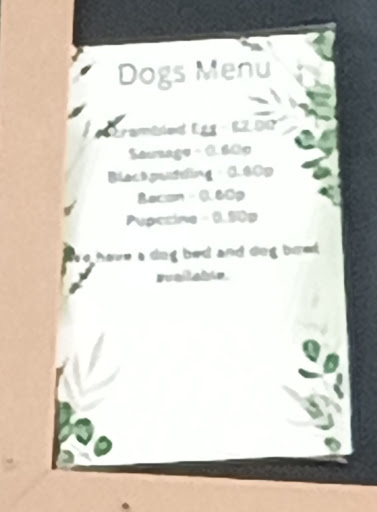 Dogs Menu
Scrambled Egg - £2.00
Sausage - 0.60p
Blackpudding - 0.60p
Bacon - 0.60p
Pupccino - 0.50p
We have a dog bed and dog bowl
available.